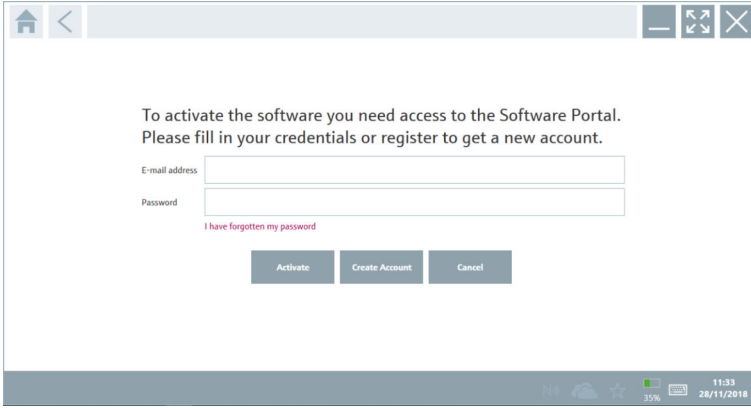 To activate the software you need access to the Software Portal.
Please fill in your credentials or register to get a new account.
E-mail address
Password
I have forgotten my password
Activate
Create Account
Cancel
35%
11:33
28/11/2018